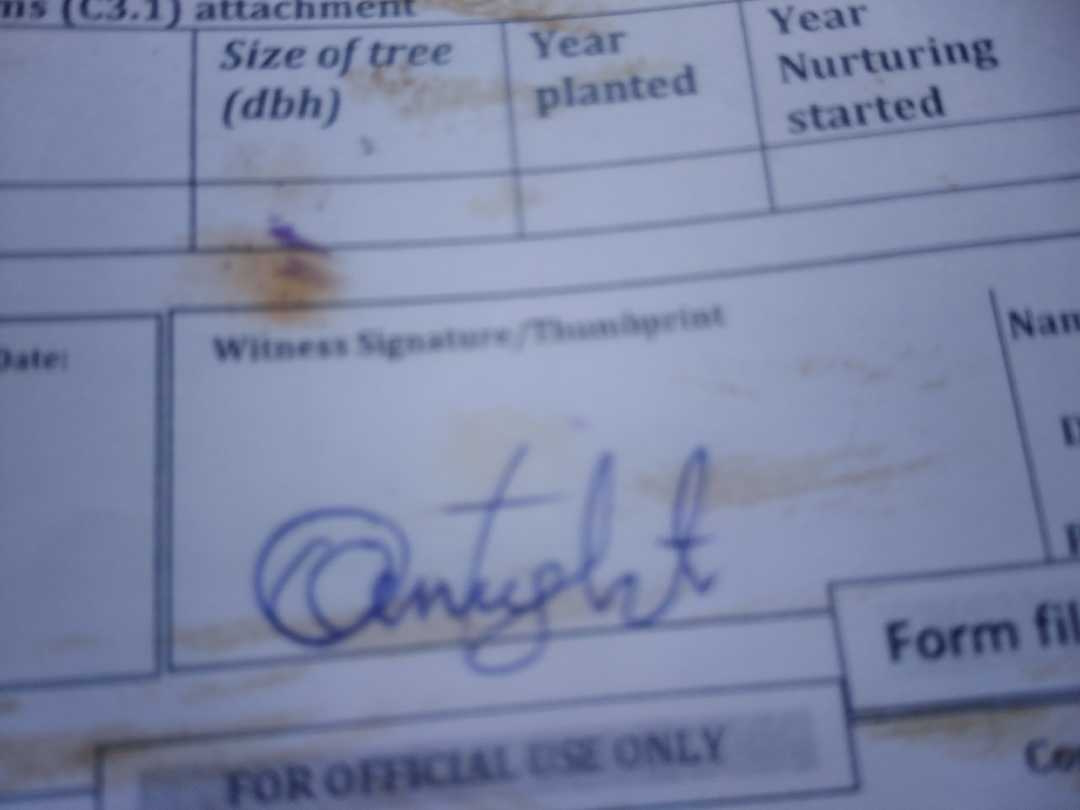 ns (C3.1) attachment
Size of tree
(dbh)
Year
planted
Year
Nurturing
started
Date:
Witness Signature/Thumbprint
Nam
D
Form fil
FOR OFFICIAL USE ONLY
Co